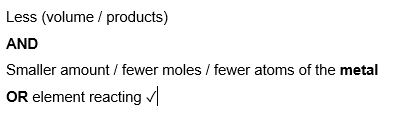 Less (volume / products)
AND
Smaller amount / fewer moles / fewer atoms of the metal
OR element reacting ✓